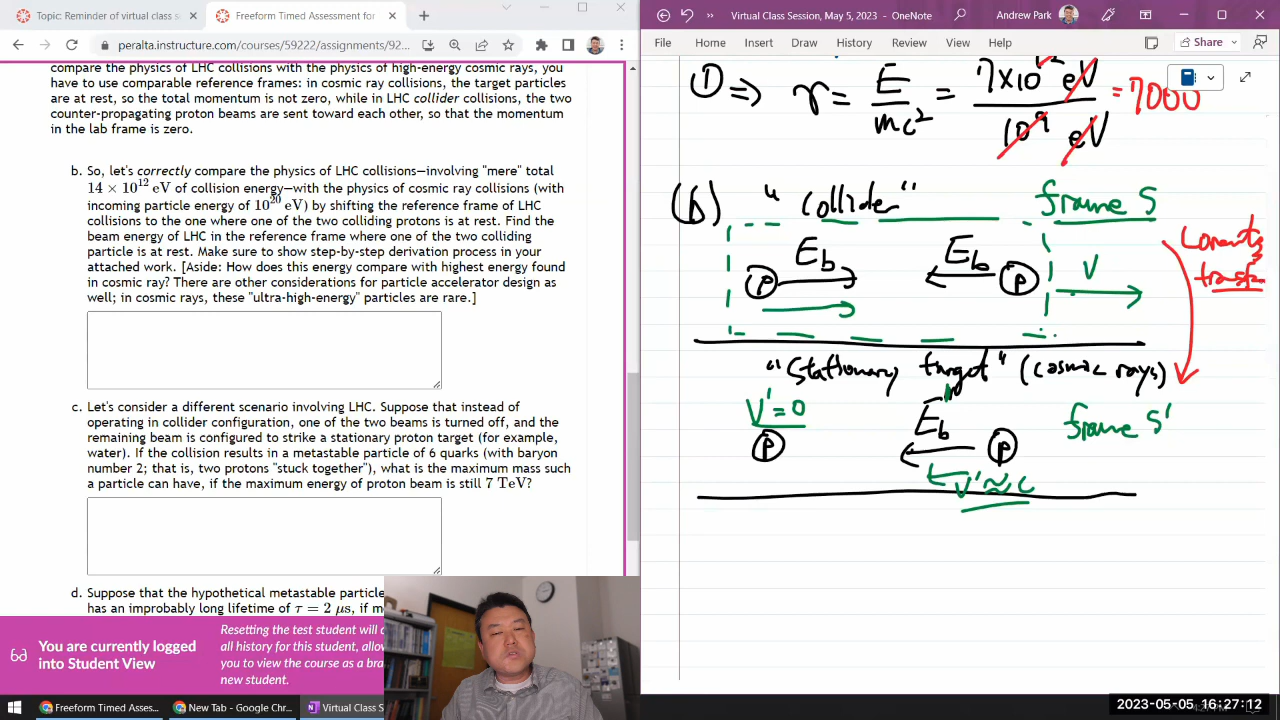 Topic: Reminder of virtual class s
Freeform Timed Assessment for
peralta.instructure.com/courses/59222/assignments/92...
compare the physics of LHC collisions with the physics of high-energy cosmic rays, you
have to use comparable reference frames: in cosmic ray collisions, the target particles
are at rest, so the total momentum is not zero, while in LHC collider collisions, the two
counter-propagating proton beams are sent toward each other, so that the momentum
in the lab frame is zero.
b. So, let's correctly compare the physics of LHC collisions—involving "mere" total
14 × 10¹² eV of collision energy—with the physics of cosmic ray collisions (with
incoming particle energy of 10²⁰ eV) by shifting the reference frame of LHC
collisions to the one where one of the two colliding protons is at rest. Find the
beam energy of LHC in the reference frame where one of the two colliding
particle is at rest. Make sure to show step-by-step derivation process in your
attached work. [Aside: How does this energy compare with highest energy found
in cosmic ray? There are other considerations for particle accelerator design as
well; in cosmic rays, these "ultra-high-energy" particles are rare.]
c. Let's consider a different scenario involving LHC. Suppose that instead of
operating in collider configuration, one of the two beams is turned off, and the
remaining beam is configured to strike a stationary proton target (for example,
water). If the collision results in a metastable particle of 6 quarks (with baryon
number 2; that is, two protons "stuck together"), what is the maximum mass such
a particle can have, if the maximum energy of proton beam is still 7 TeV?
d. Suppose that the hypothetical metastable particle
has an improbably long lifetime of τ = 2 μs, if m
You are currently logged
into Student View
Resetting the test student will c
all history for this student, allow
you to view the course as a bra
new student.
Freeform Timed Asses...
New Tab - Google Chr...
Virtual Class Session,
Virtual Class Session, May 5, 2023 - OneNote
Andrew Park
File Home Insert Draw History Review View Help
Share
① ⟹ γ = E / mc² = 7×10¹² eV / 10⁹ eV = 7000
(b) "collider" frame S
Lorentz
transfm
E_b E_b
P P V
"Stationary target" (cosmic rays)
V' = 0 E_b frame S'
P P
V' ≈ c
2023-05-05 16:27:12